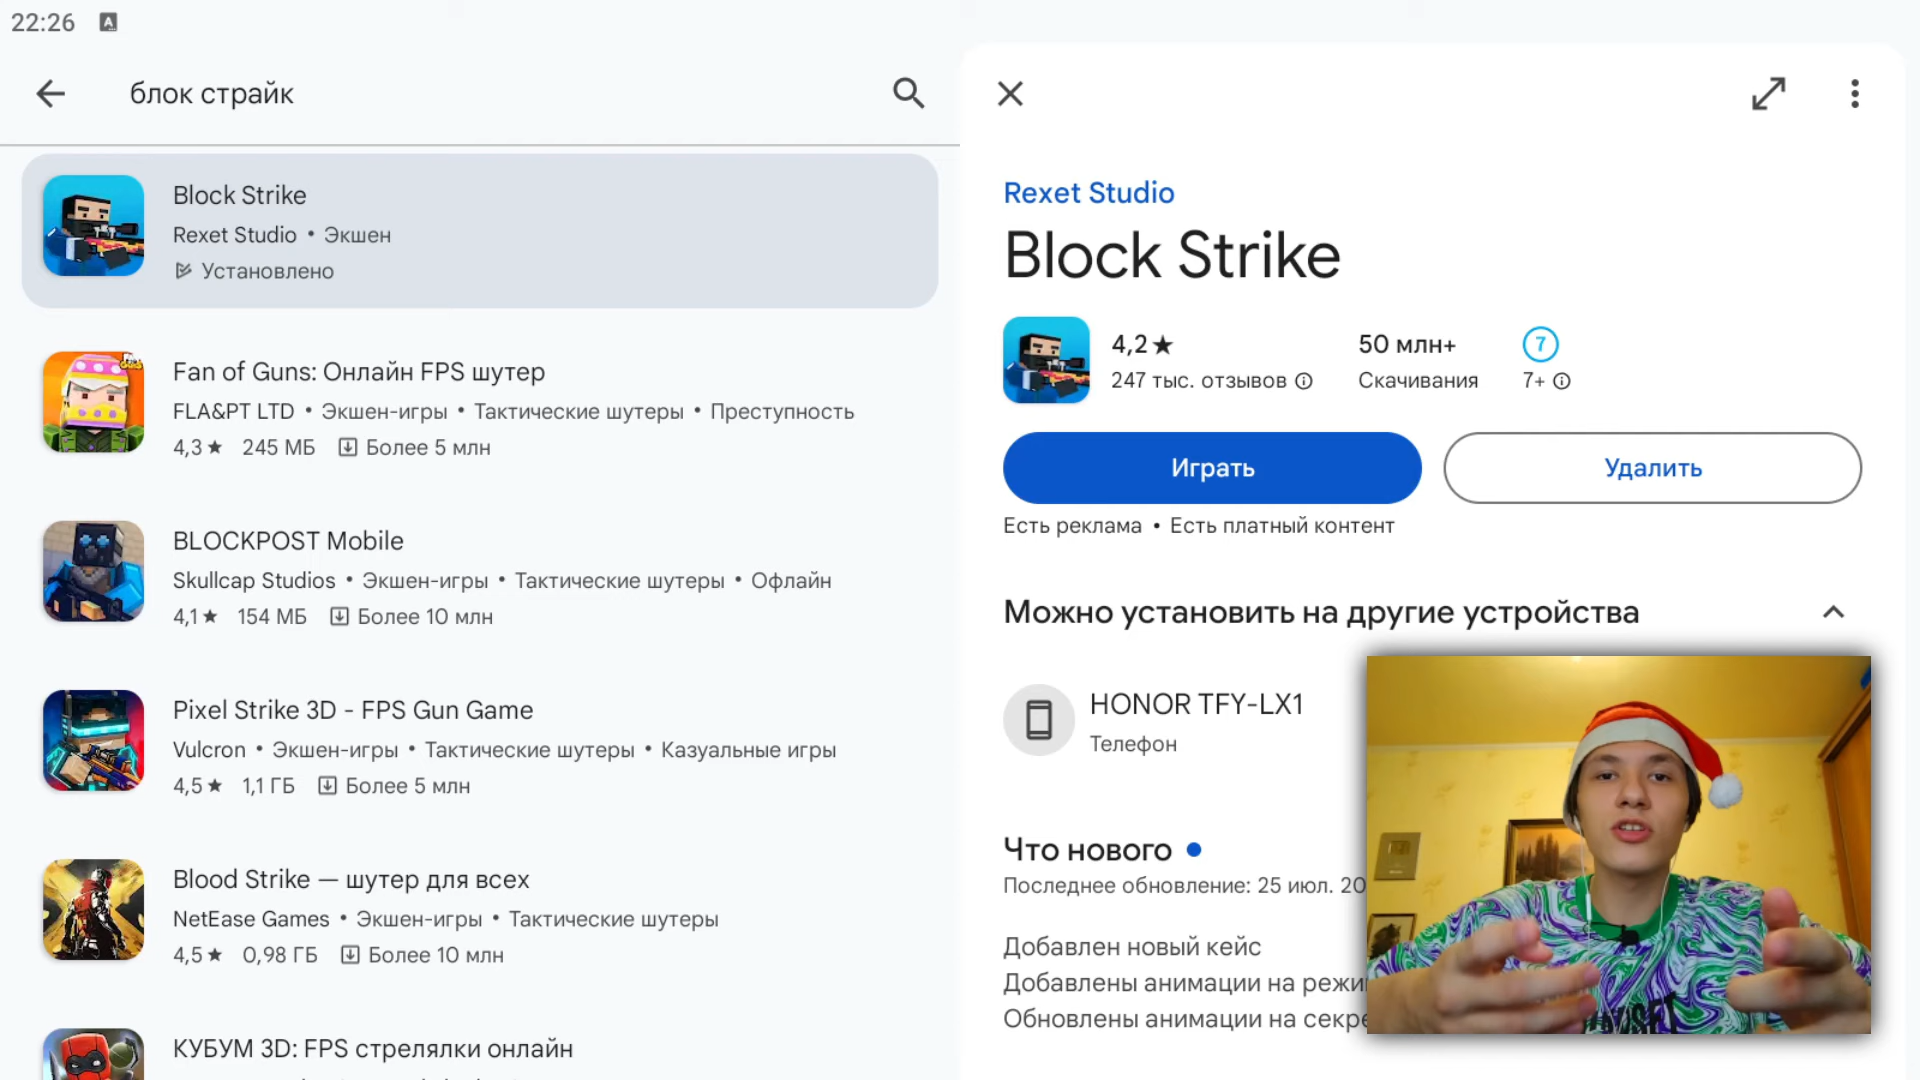 22:26
A
блок страйк
Block Strike
Rexet Studio • Экшен
Установлено
Fan of Guns: Онлайн FPS шутер
FLA&PT LTD • Экшен-игры • Тактические шутеры • Преступность
4,3★ 245 МБ Более 5 млн
BLOCKPOST Mobile
Skullcap Studios • Экшен-игры • Тактические шутеры • Офлайн
4,1★ 154 МБ Более 10 млн
Pixel Strike 3D - FPS Gun Game
Vulcron • Экшен-игры • Тактические шутеры • Казуальные игры
4,5★ 1,1 ГБ Более 5 млн
Blood Strike — шутер для всех
NetEase Games • Экшен-игры • Тактические шутеры
4,5★ 0,98 ГБ Более 10 млн
КУБУМ 3D: FPS стрелялки онлайн
Rexet Studio
Block Strike
4,2★ 50 млн+ 7
247 тыс. отзывов Скачивания 7+
Играть Удалить
Есть реклама • Есть платный контент
Можно установить на другие устройства
HONOR TFY-LX1
Телефон
Что нового
Последнее обновление: 25 июл. 20
Добавлен новый кейс
Добавлены анимации на режи
Обновлены анимации на секре